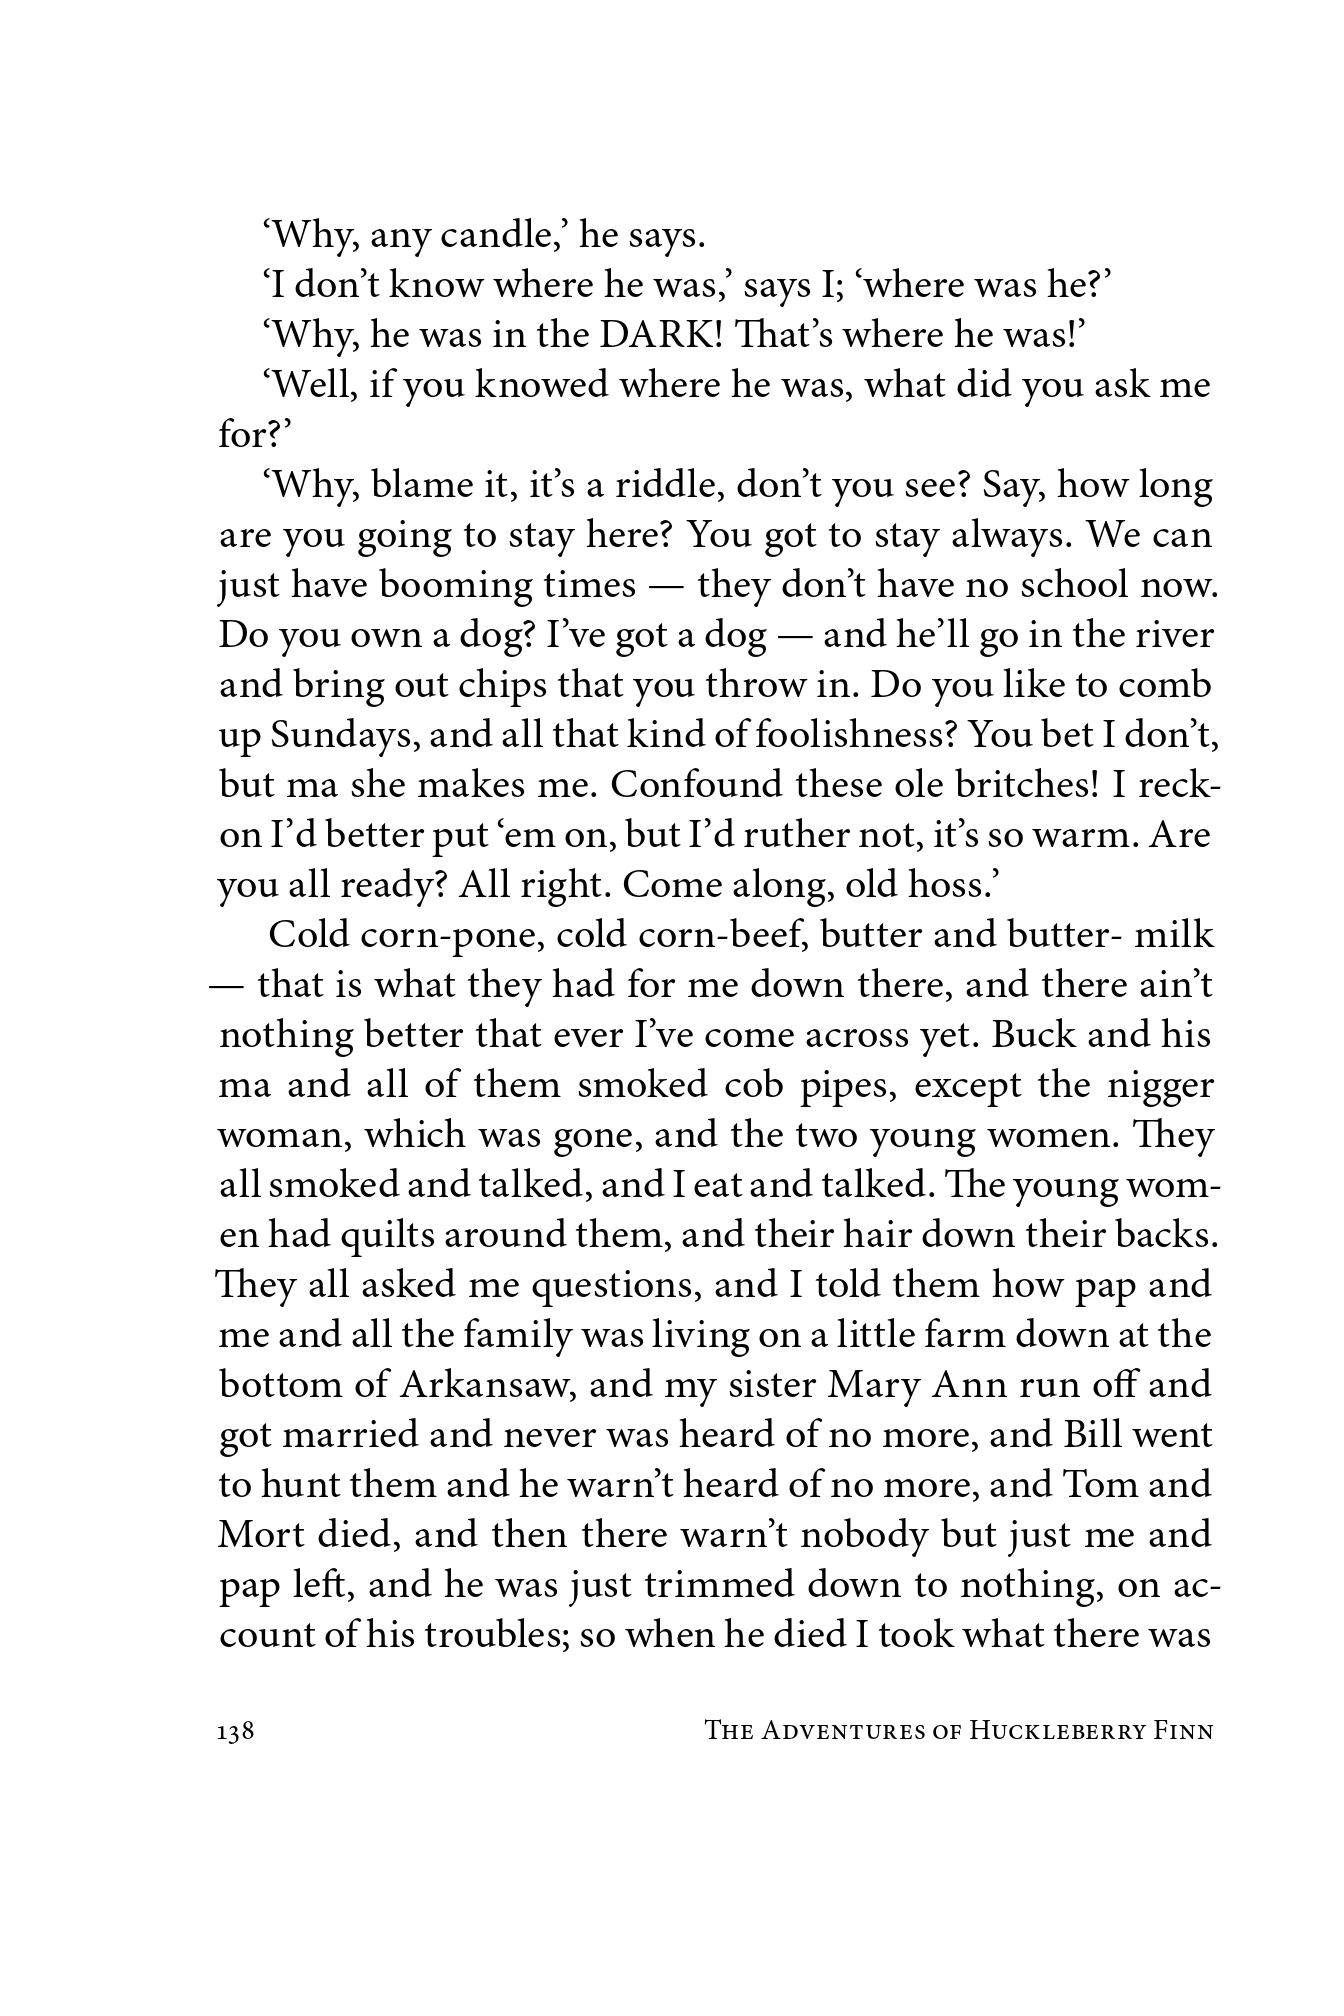 ‘Why, any candle,’ he says.
‘I don’t know where he was,’ says I; ‘where was he?’
‘Why, he was in the DARK! That’s where he was!’
‘Well, if you knowed where he was, what did you ask me
for?’
‘Why, blame it, it’s a riddle, don’t you see? Say, how long
are you going to stay here? You got to stay always. We can
just have booming times — they don’t have no school now.
Do you own a dog? I’ve got a dog — and he’ll go in the river
and bring out chips that you throw in. Do you like to comb
up Sundays, and all that kind of foolishness? You bet I don’t,
but ma she makes me. Confound these ole britches! I reck-
on I’d better put ‘em on, but I’d ruther not, it’s so warm. Are
you all ready? All right. Come along, old hoss.’
Cold corn-pone, cold corn-beef, butter and butter- milk
— that is what they had for me down there, and there ain’t
nothing better that ever I’ve come across yet. Buck and his
ma and all of them smoked cob pipes, except the nigger
woman, which was gone, and the two young women. They
all smoked and talked, and I eat and talked. The young wom-
en had quilts around them, and their hair down their backs.
They all asked me questions, and I told them how pap and
me and all the family was living on a little farm down at the
bottom of Arkansaw, and my sister Mary Ann run off and
got married and never was heard of no more, and Bill went
to hunt them and he warn’t heard of no more, and Tom and
Mort died, and then there warn’t nobody but just me and
pap left, and he was just trimmed down to nothing, on ac-
count of his troubles; so when he died I took what there was
138 The Adventures of Huckleberry Finn